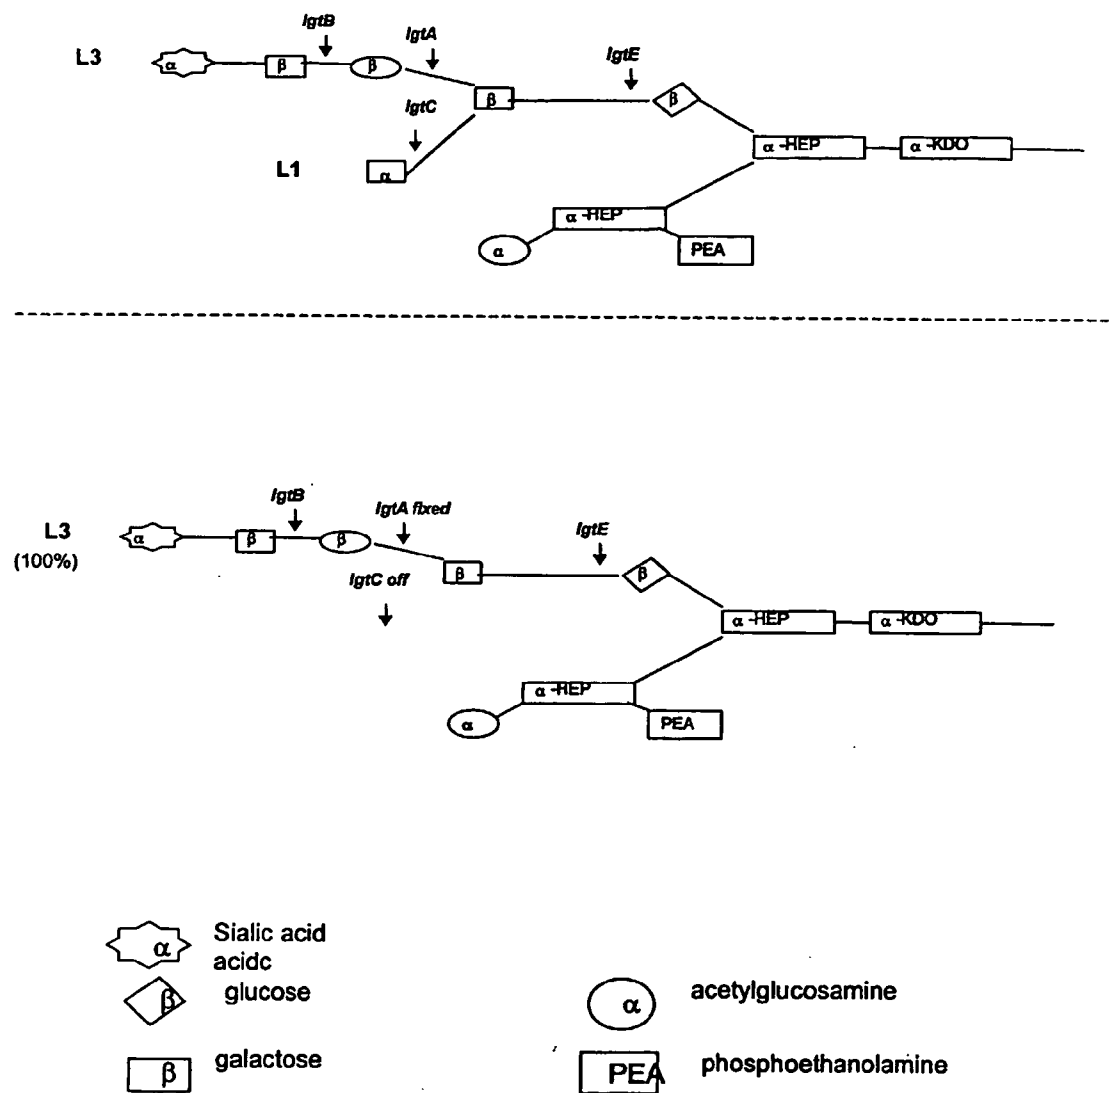 lgtB
lgtA
lgtE
L3
α
β
β
β
β
lgtC
α -HEP
α -KDO
L1
α
α -HEP
α
PEA
lgtB
lgtA fixed
lgtE
L3
(100%)
α
β
β
β
β
lgtC off
α -HEP
α -KDO
α -HEP
α
PEA
α
Sialic acid
acidc
β
glucose
α
acetylglucosamine
β
galactose
PEA
phosphoethanolamine